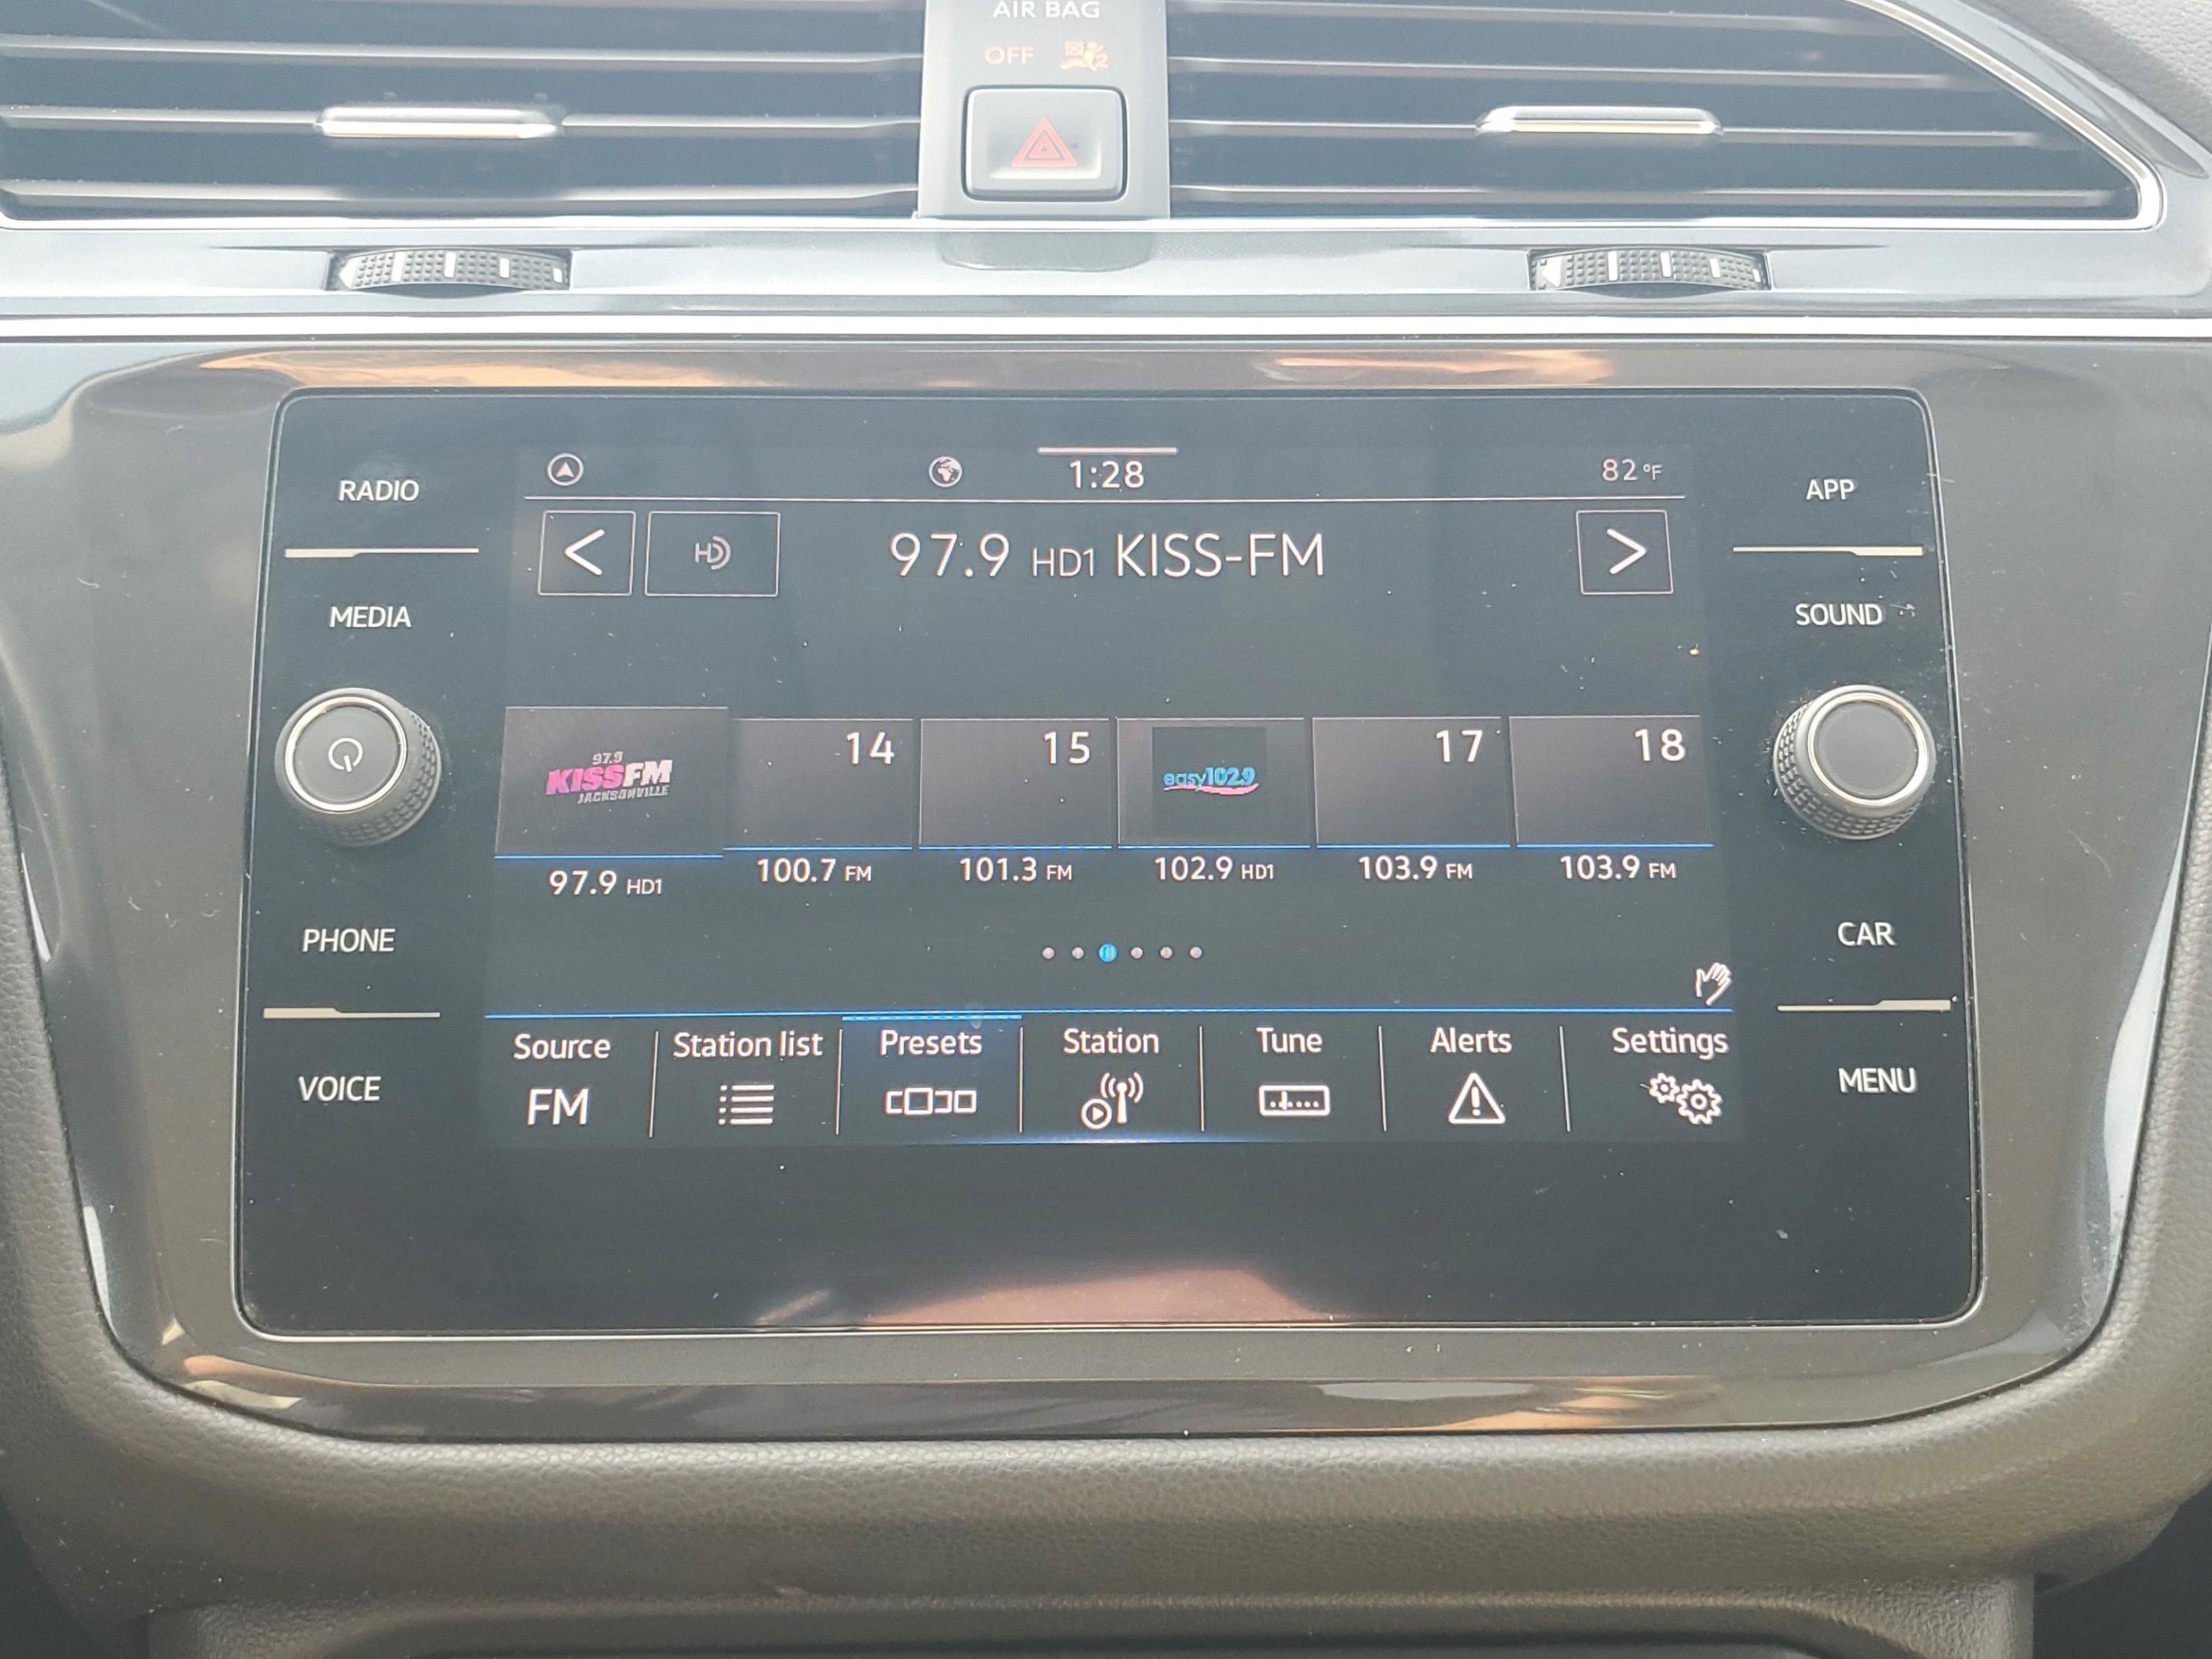 AIR BAG
OFF
2
RADIO
MEDIA
PHONE
VOICE
1:28
82 °F
HD
97.9 HD1 KISS-FM
97.9
KISSFM
JACKSONVILLE
14
15
easy102.9
17
18
97.9 HD1
100.7 FM
101.3 FM
102.9 HD1
103.9 FM
103.9 FM
Source
FM
Station list
Presets
Station
Tune
Alerts
Settings
APP
SOUND
CAR
MENU